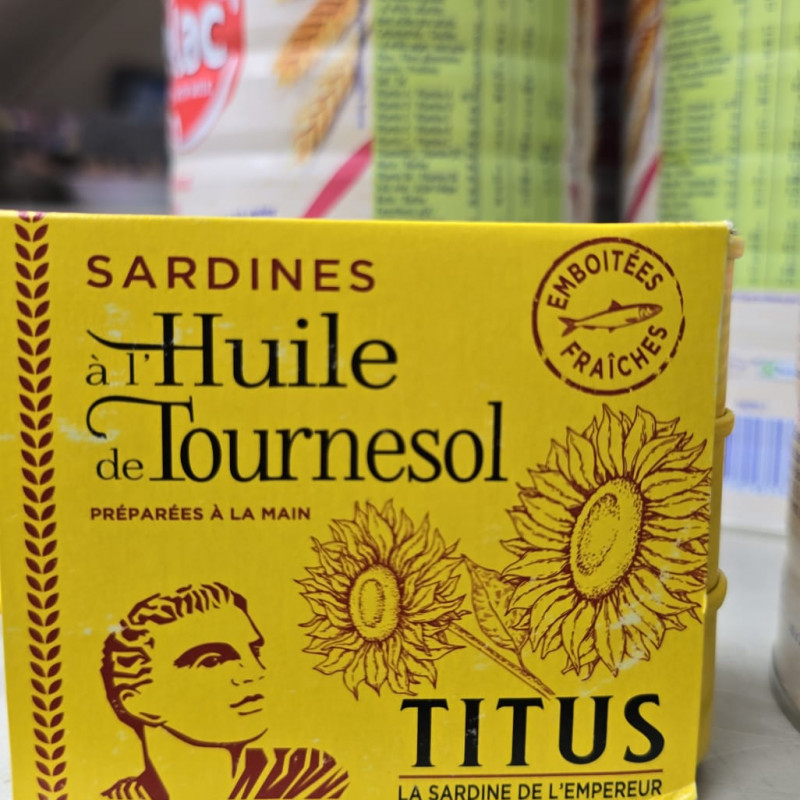 SARDINES
à l'Huile
de Tournesol
PRÉPARÉES À LA MAIN
EMBOITÉES
FRAÎCHES
TITUS
LA SARDINE DE L'EMPEREUR